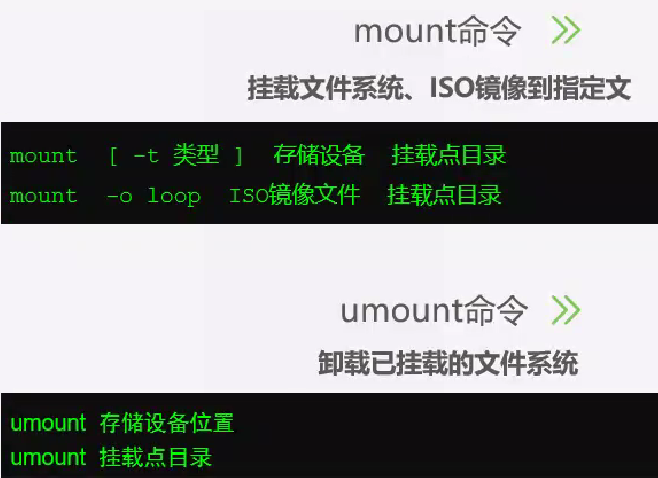 mount命令
挂载文件系统、ISO镜像到指定文
mount [ -t 类型 ] 存储设备 挂载点目录
mount -o loop ISO镜像文件 挂载点目录
umount命令
卸载已挂载的文件系统
umount 存储设备位置
umount 挂载点目录